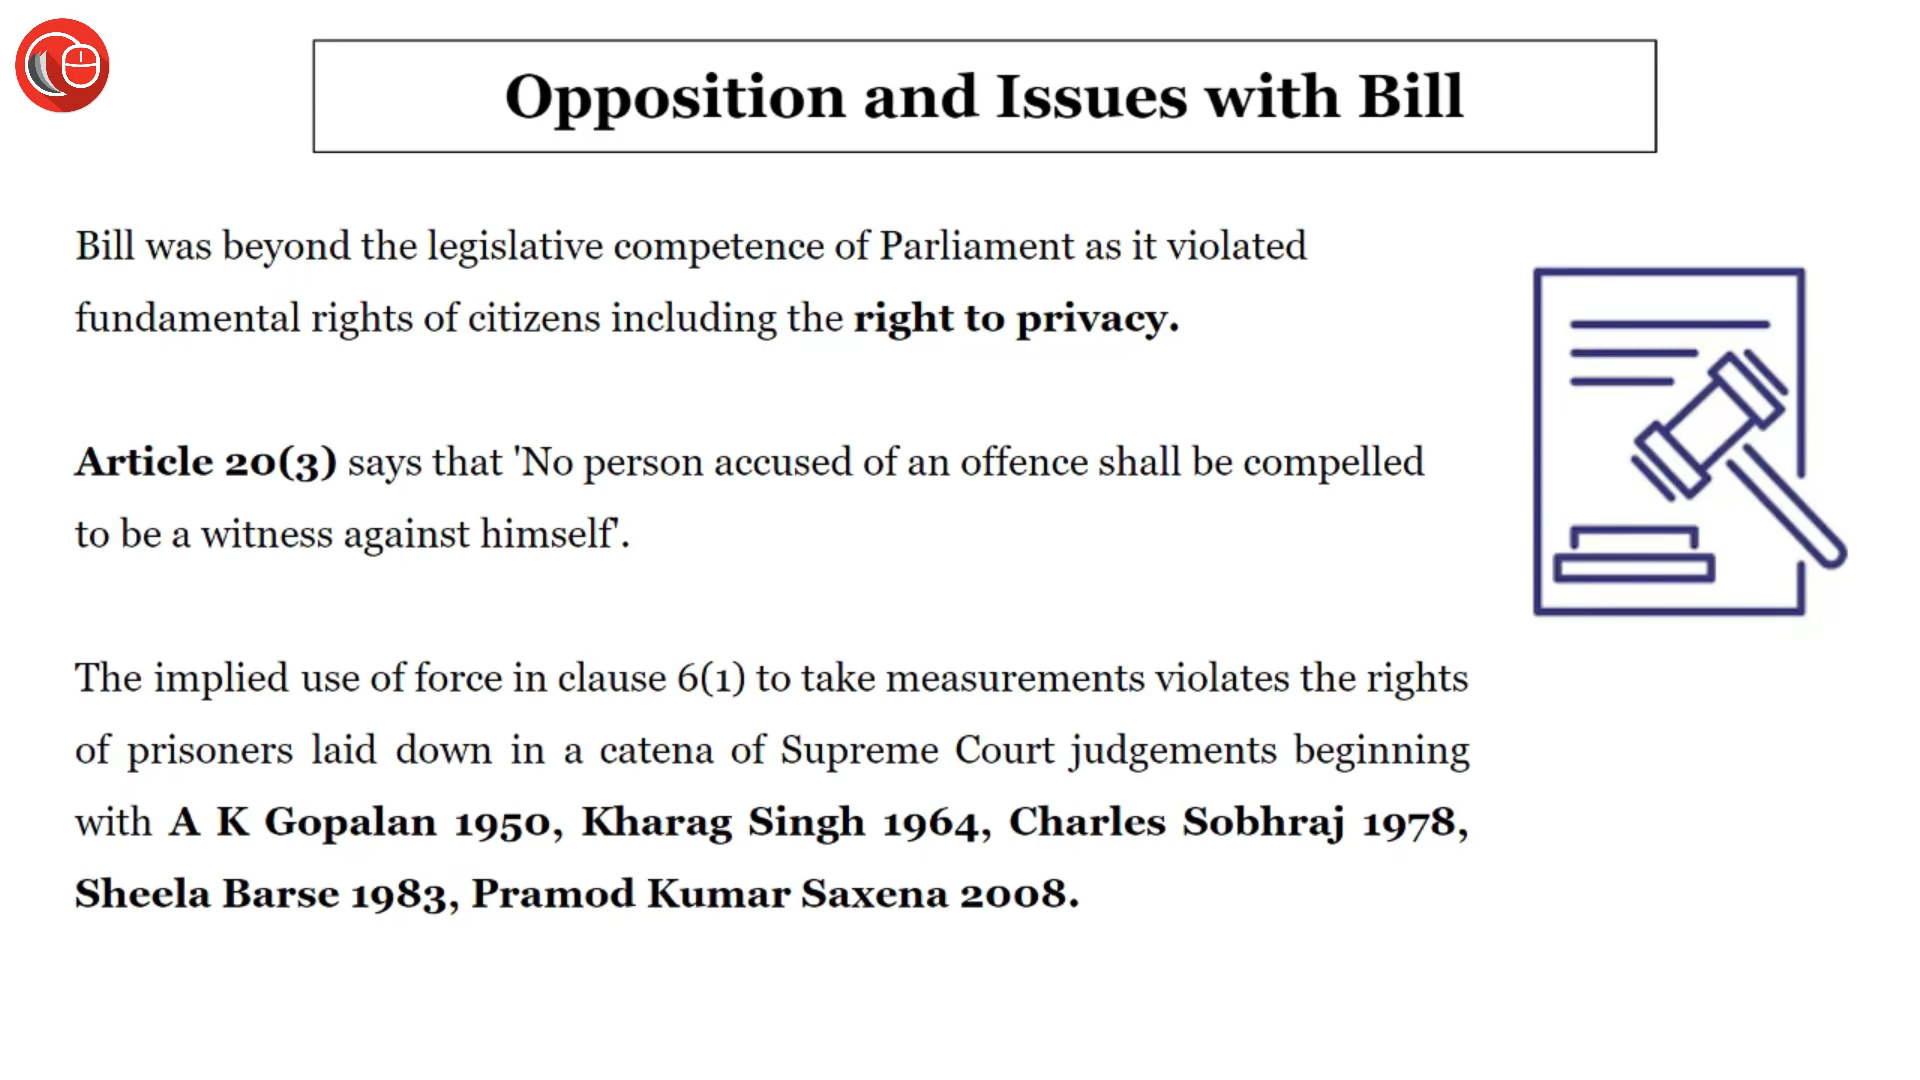 Opposition and Issues with Bill
Bill was beyond the legislative competence of Parliament as it violated
fundamental rights of citizens including the right to privacy.
Article 20(3) says that 'No person accused of an offence shall be compelled
to be a witness against himself'.
The implied use of force in clause 6(1) to take measurements violates the rights
of prisoners laid down in a catena of Supreme Court judgements beginning
with A K Gopalan 1950, Kharag Singh 1964, Charles Sobhraj 1978,
Sheela Barse 1983, Pramod Kumar Saxena 2008.